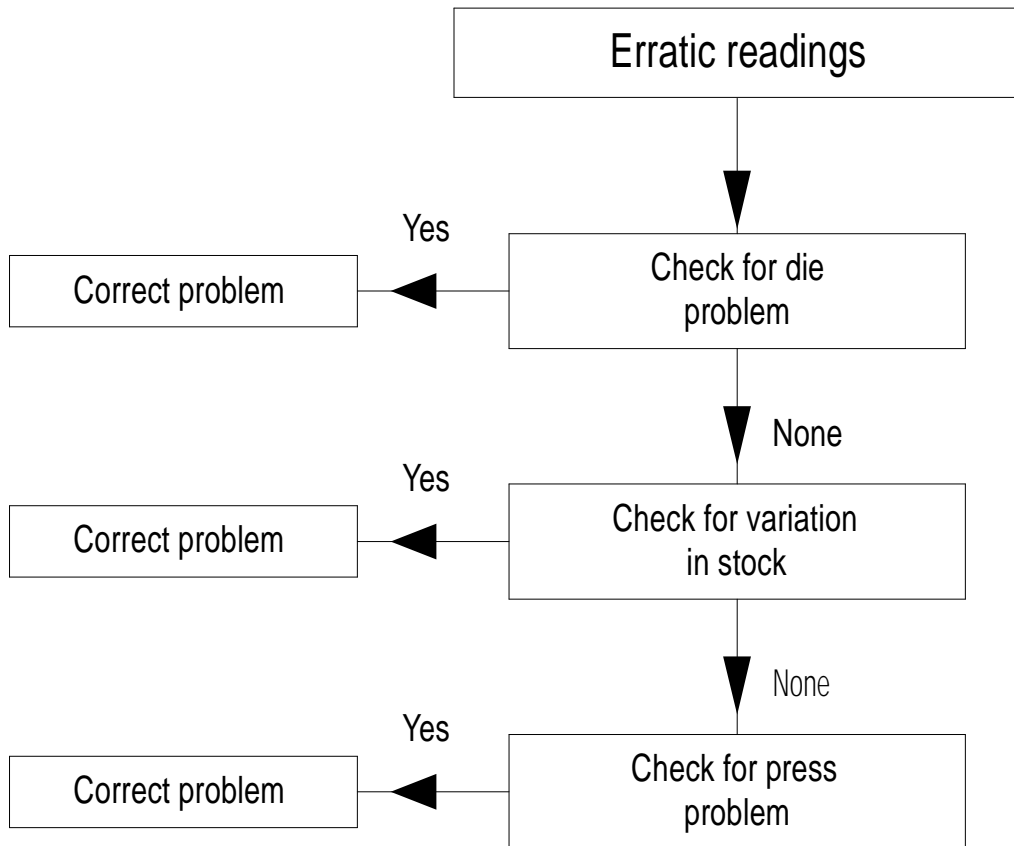 Erratic readings
Yes
Correct problem
Check for die
problem
None
Yes
Correct problem
Check for variation
in stock
None
Yes
Correct problem
Check for press
problem